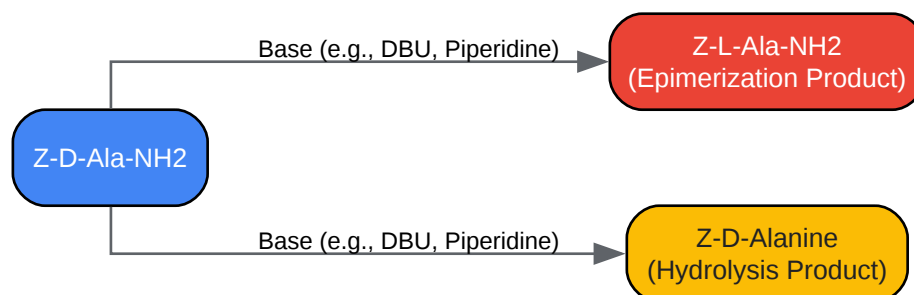 Base (e.g., DBU, Piperidine)
Z-L-Ala-NH2
(Epimerization Product)
Z-D-Ala-NH2
Base (e.g., DBU, Piperidine)
Z-D-Alanine
(Hydrolysis Product)